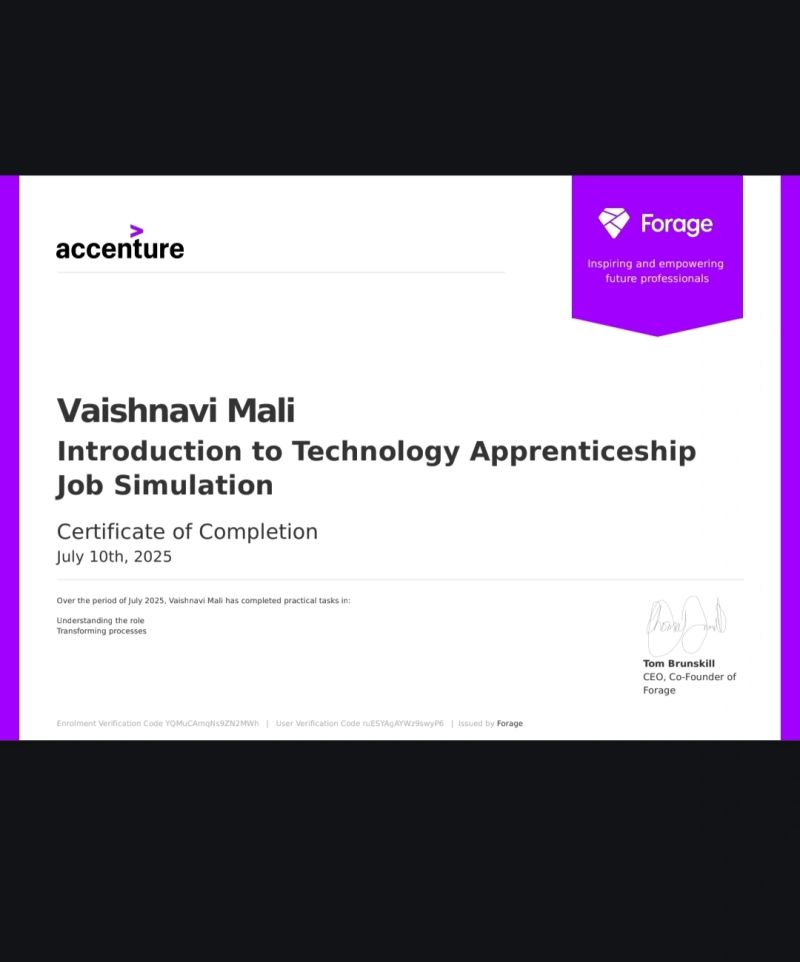 accenture
Forage
Inspiring and empowering
future professionals
Vaishnavi Mali
Introduction to Technology Apprenticeship
Job Simulation
Certificate of Completion
July 10th, 2025
Over the period of July 2025, Vaishnavi Mali has completed practical tasks in:
Understanding the role
Transforming processes
Tom Brunskill
CEO, Co-Founder of
Forage
Enrolment Verification Code YQMuCAmqNs9ZN2MWh | User Verification Code ruESYAgAYWz9swyP6 | Issued by Forage